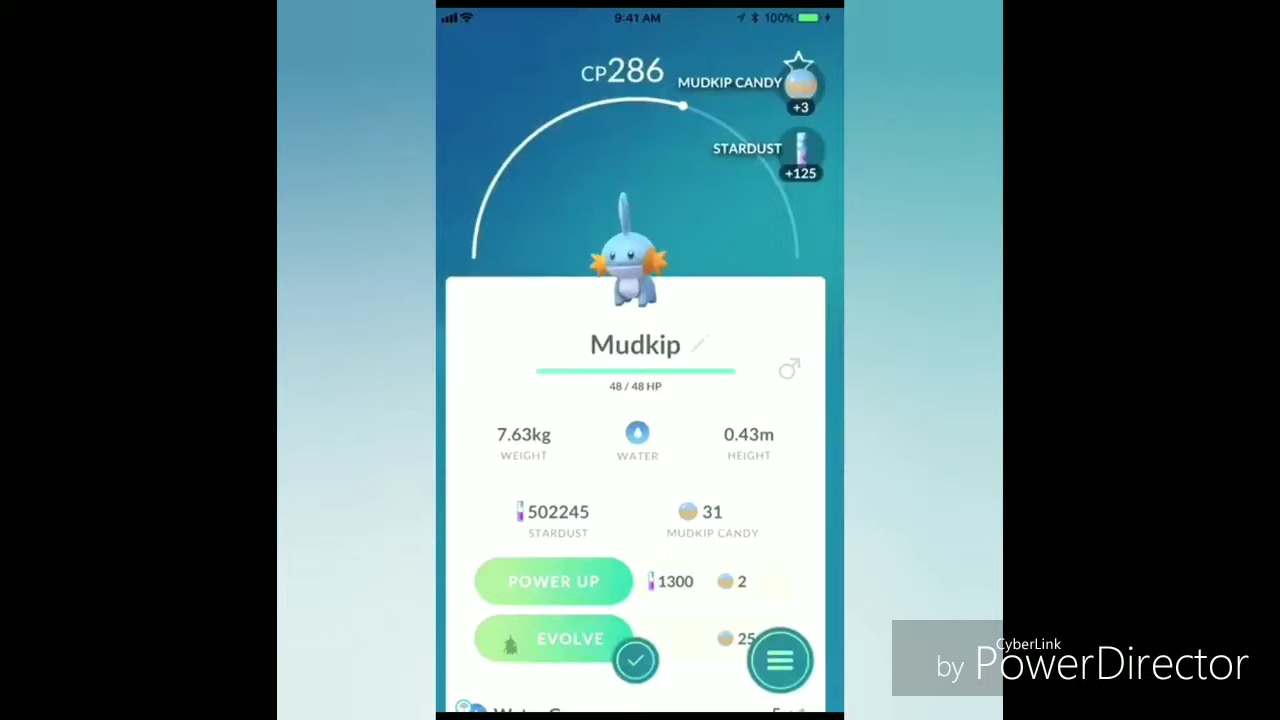 9:41 AM
100%
CP286
MUDKIP CANDY
+3
STARDUST
+125
Mudkip
48 / 48 HP
7.63kg
WEIGHT
WATER
0.43m
HEIGHT
502245
STARDUST
31
MUDKIP CANDY
POWER UP
1300
2
EVOLVE
25
CyberLink
by PowerDirector